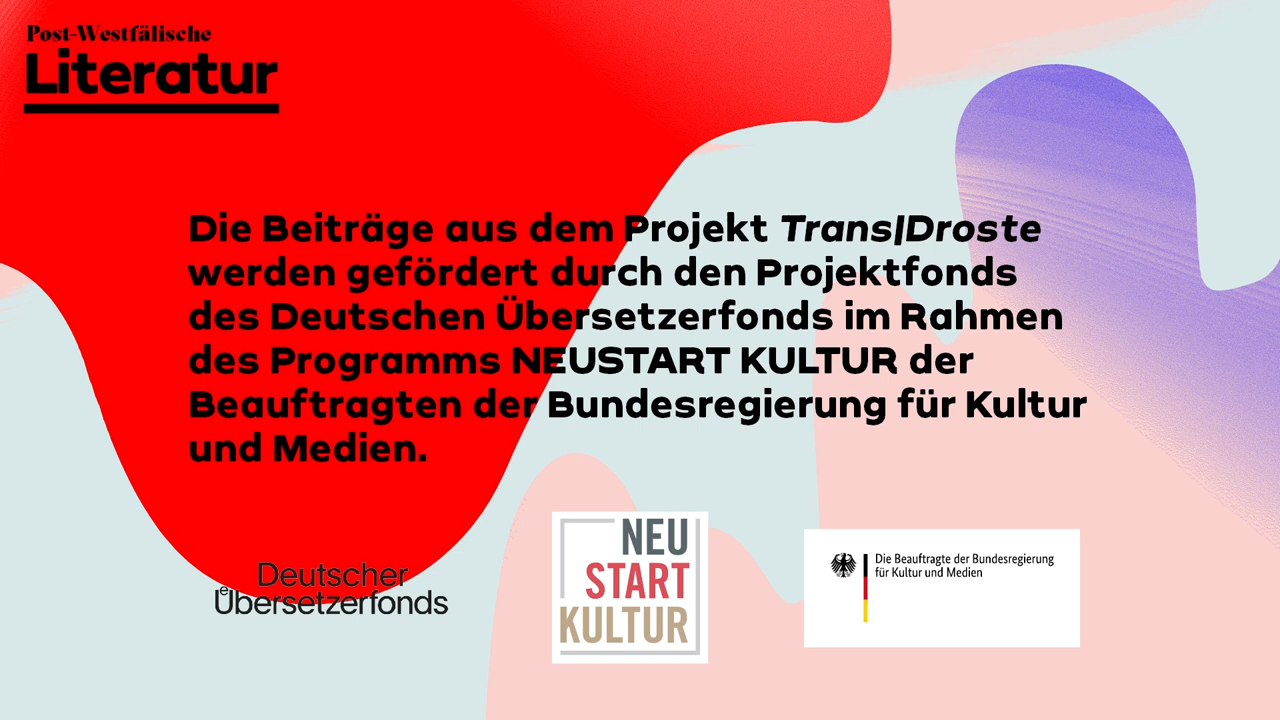 Post-Westfälische
Literatur
Die Beiträge aus dem Projekt Trans|Droste
werden gefördert durch den Projektfonds
des Deutschen Übersetzerfonds im Rahmen
des Programms NEUSTART KULTUR der
Beauftragten der Bundesregierung für Kultur
und Medien.
Deutscher
Übersetzerfonds
NEU
START
KULTUR
Die Beauftragte der Bundesregierung
für Kultur und Medien